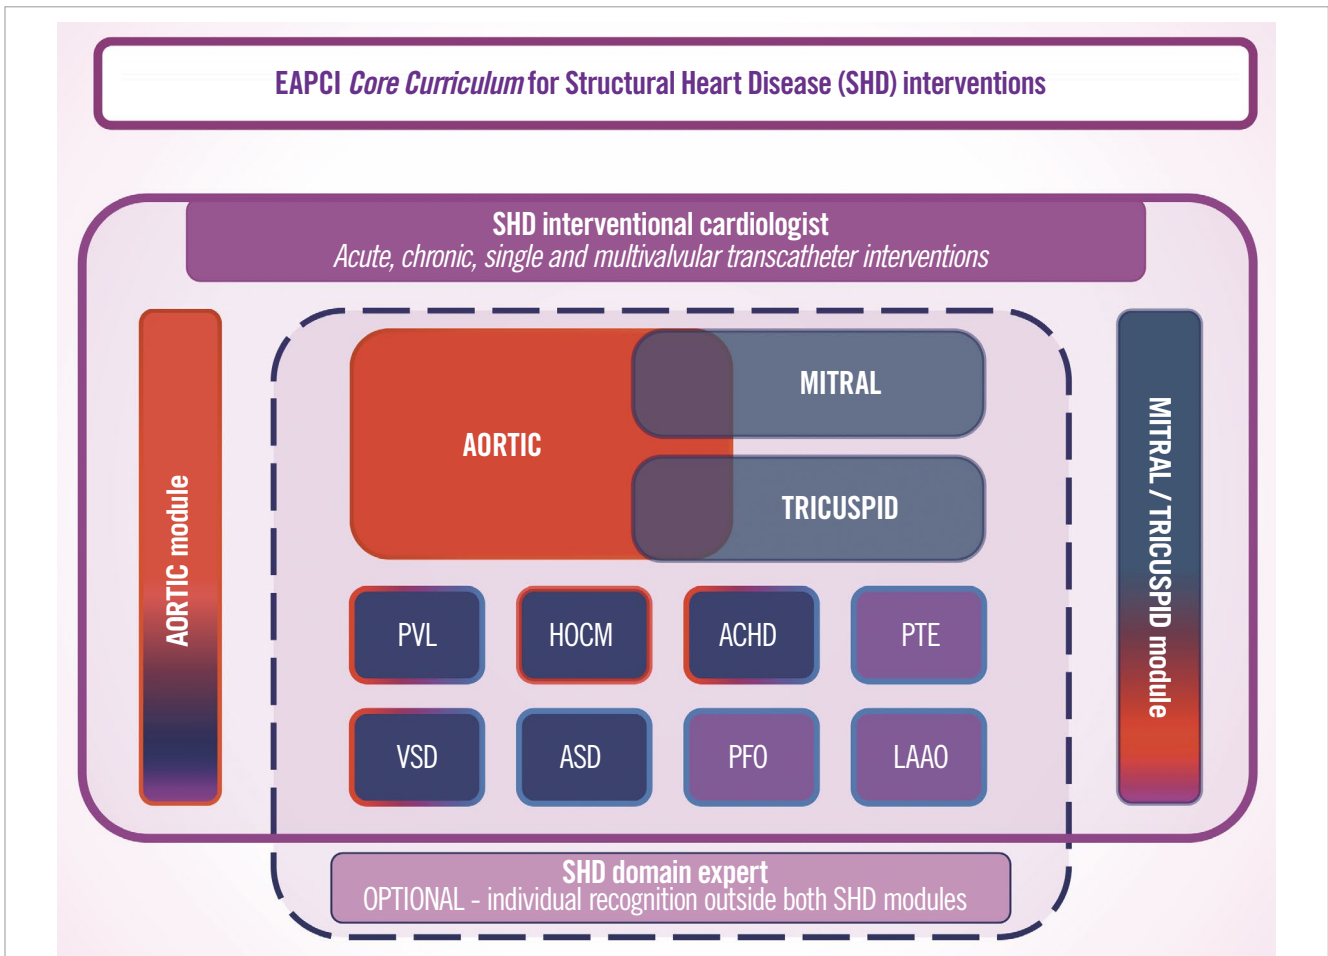 EAPCI Core Curriculum for Structural Heart Disease (SHD) interventions
SHD interventional cardiologist
Acute, chronic, single and multivalvular transcatheter interventions
AORTIC module
AORTIC
MITRAL
TRICUSPID
MITRAL / TRICUSPID module
PVL
HOCM
ACHD
PTE
VSD
ASD
PFO
LAAO
SHD domain expert
OPTIONAL - individual recognition outside both SHD modules